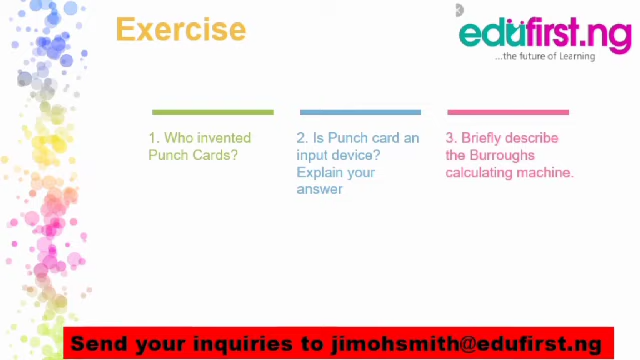 Exercise
edufirst.ng
...the future of Learning
1. Who invented
Punch Cards?
2. Is Punch card an
input device?
Explain your
answer
3. Briefly describe
the Burroughs
calculating machine.
Send your inquiries to jimohsmith@edufirst.ng